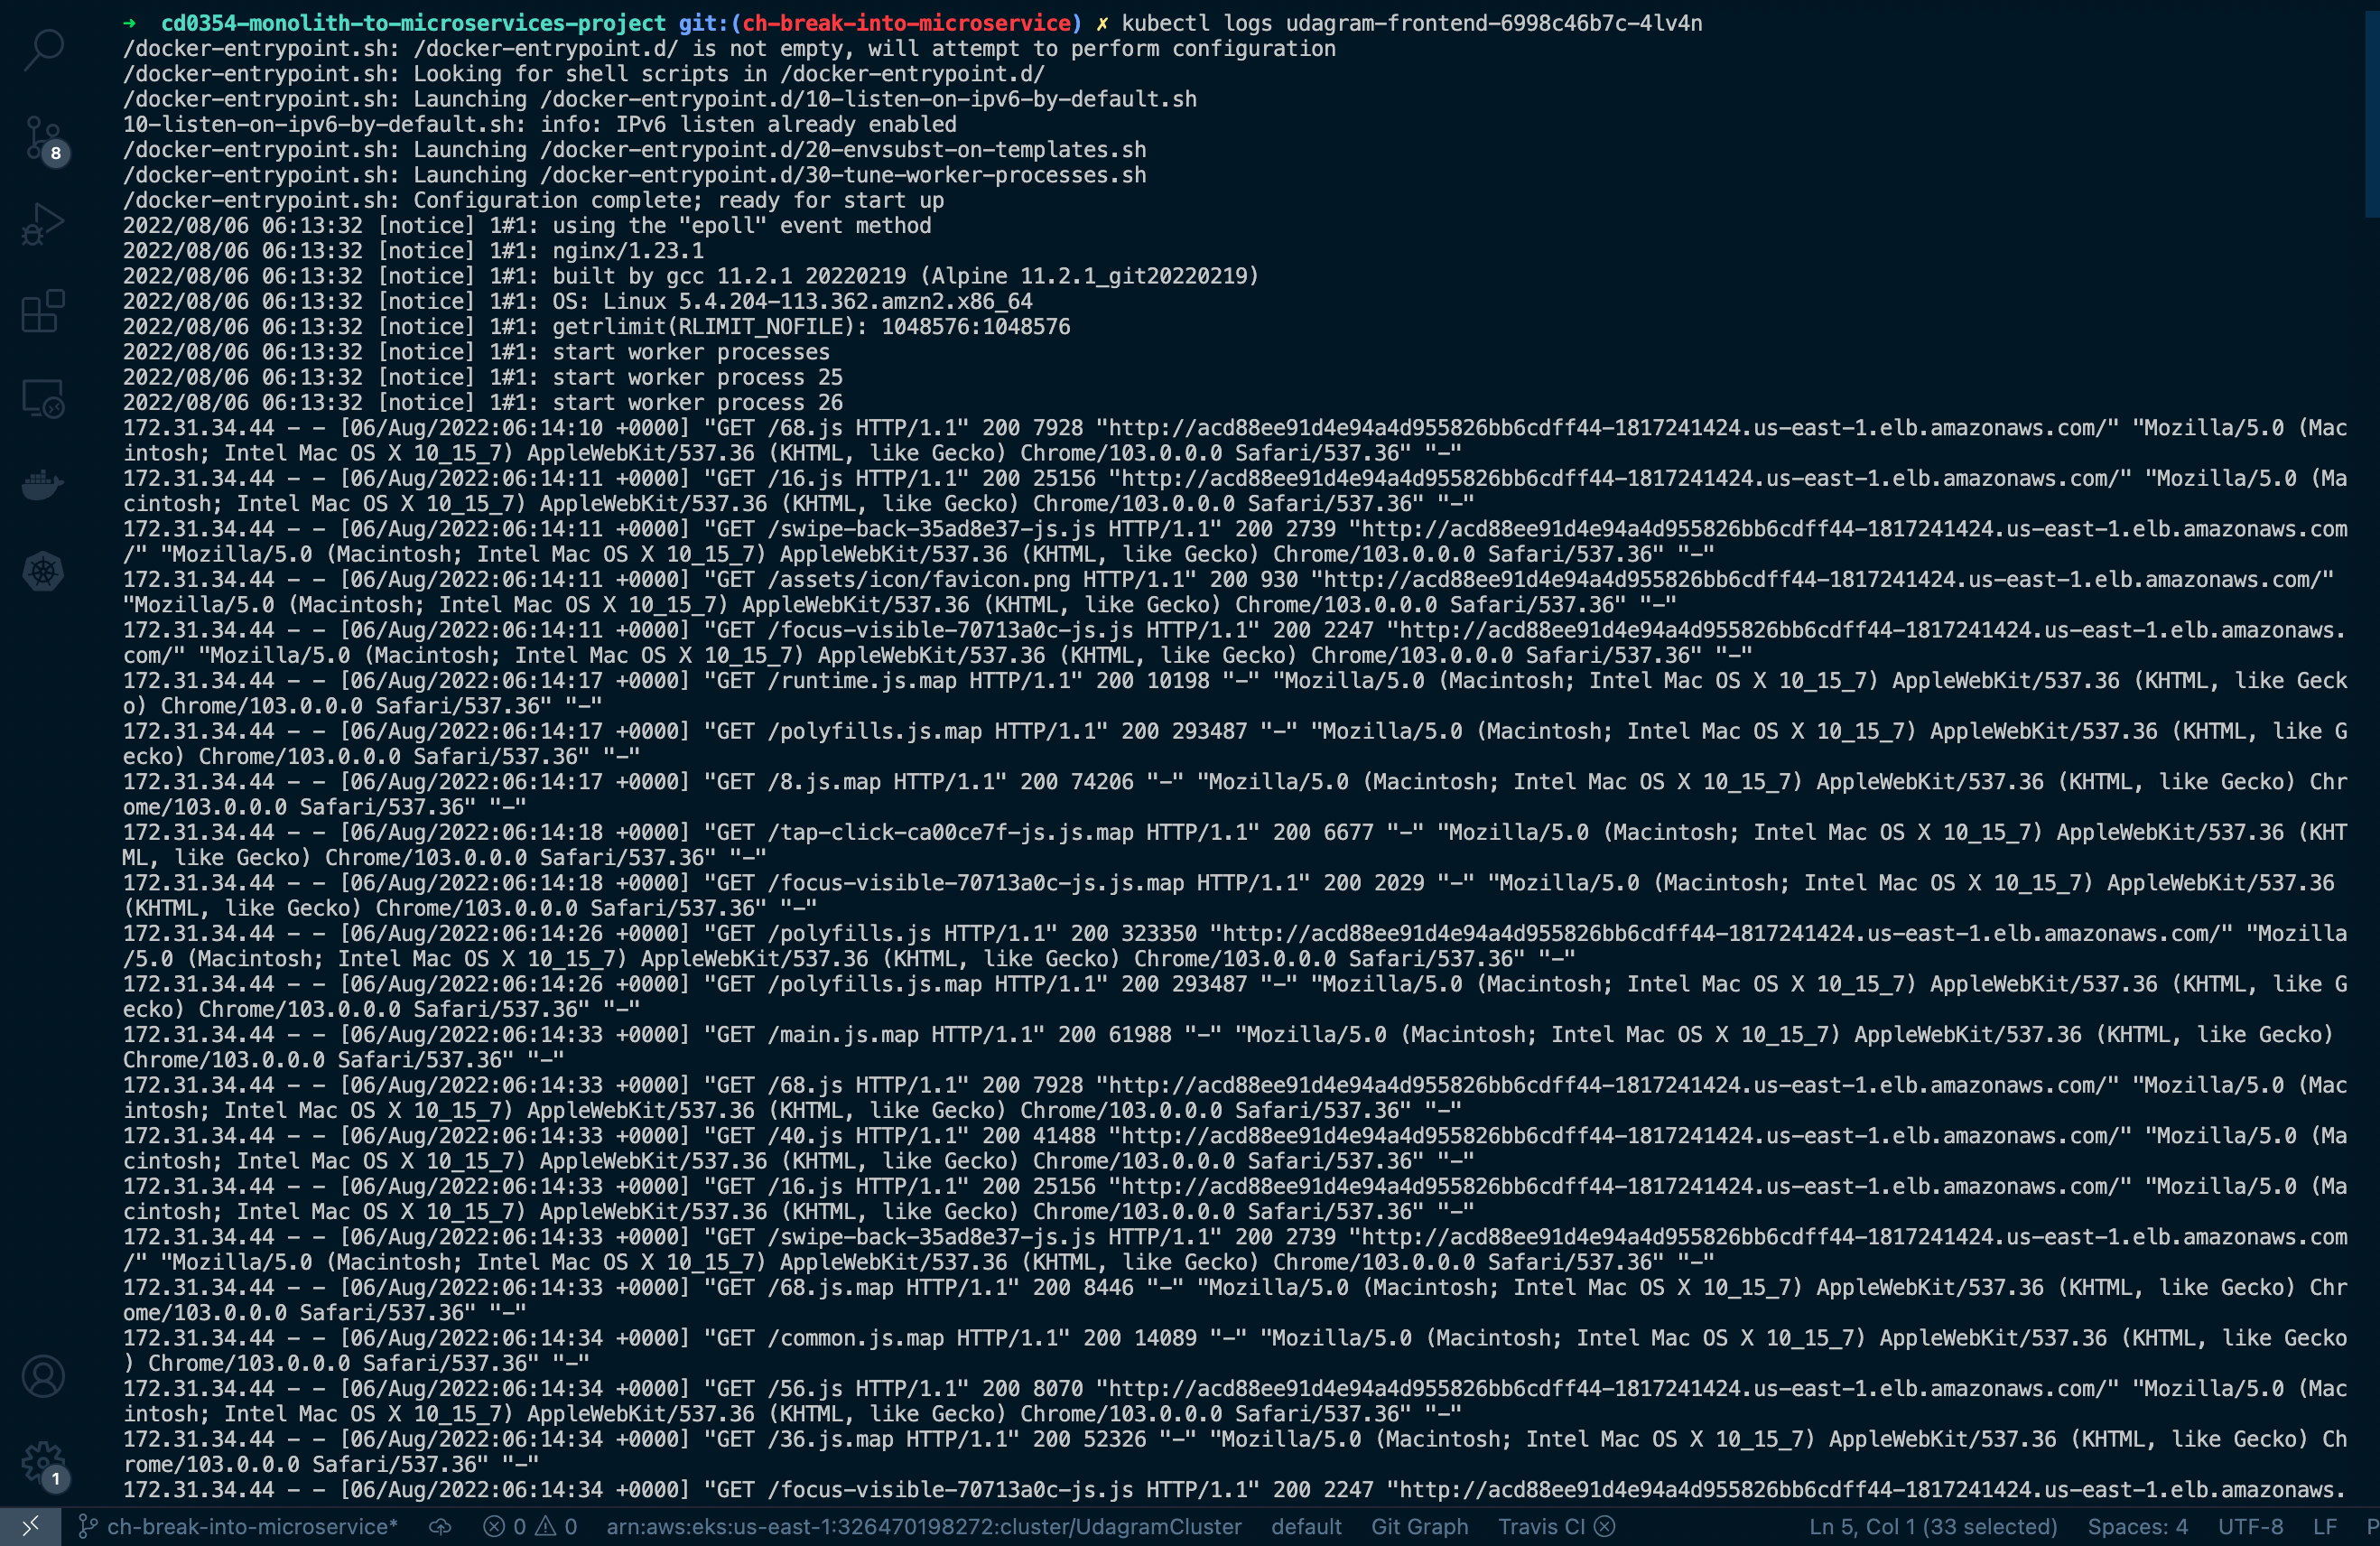 ➜  cd0354-monolith-to-microservices-project git:(ch-break-into-microservice) ✗ kubectl logs udagram-frontend-6998c46b7c-4lv4n
/docker-entrypoint.sh: /docker-entrypoint.d/ is not empty, will attempt to perform configuration
/docker-entrypoint.sh: Looking for shell scripts in /docker-entrypoint.d/
/docker-entrypoint.sh: Launching /docker-entrypoint.d/10-listen-on-ipv6-by-default.sh
10-listen-on-ipv6-by-default.sh: info: IPv6 listen already enabled
/docker-entrypoint.sh: Launching /docker-entrypoint.d/20-envsubst-on-templates.sh
/docker-entrypoint.sh: Launching /docker-entrypoint.d/30-tune-worker-processes.sh
/docker-entrypoint.sh: Configuration complete; ready for start up
2022/08/06 06:13:32 [notice] 1#1: using the "epoll" event method
2022/08/06 06:13:32 [notice] 1#1: nginx/1.23.1
2022/08/06 06:13:32 [notice] 1#1: built by gcc 11.2.1 20220219 (Alpine 11.2.1_git20220219)
2022/08/06 06:13:32 [notice] 1#1: OS: Linux 5.4.204-113.362.amzn2.x86_64
2022/08/06 06:13:32 [notice] 1#1: getrlimit(RLIMIT_NOFILE): 1048576:1048576
2022/08/06 06:13:32 [notice] 1#1: start worker processes
2022/08/06 06:13:32 [notice] 1#1: start worker process 25
2022/08/06 06:13:32 [notice] 1#1: start worker process 26
172.31.34.44 - - [06/Aug/2022:06:14:10 +0000] "GET /68.js HTTP/1.1" 200 7928 "http://acd88ee91d4e94a4d955826bb6cdff44-1817241424.us-east-1.elb.amazonaws.com/" "Mozilla/5.0 (Mac
intosh; Intel Mac OS X 10_15_7) AppleWebKit/537.36 (KHTML, like Gecko) Chrome/103.0.0.0 Safari/537.36" "-"
172.31.34.44 - - [06/Aug/2022:06:14:11 +0000] "GET /16.js HTTP/1.1" 200 25156 "http://acd88ee91d4e94a4d955826bb6cdff44-1817241424.us-east-1.elb.amazonaws.com/" "Mozilla/5.0 (Ma
cintosh; Intel Mac OS X 10_15_7) AppleWebKit/537.36 (KHTML, like Gecko) Chrome/103.0.0.0 Safari/537.36" "-"
172.31.34.44 - - [06/Aug/2022:06:14:11 +0000] "GET /swipe-back-35ad8e37-js.js HTTP/1.1" 200 2739 "http://acd88ee91d4e94a4d955826bb6cdff44-1817241424.us-east-1.elb.amazonaws.com
/" "Mozilla/5.0 (Macintosh; Intel Mac OS X 10_15_7) AppleWebKit/537.36 (KHTML, like Gecko) Chrome/103.0.0.0 Safari/537.36" "-"
172.31.34.44 - - [06/Aug/2022:06:14:11 +0000] "GET /assets/icon/favicon.png HTTP/1.1" 200 930 "http://acd88ee91d4e94a4d955826bb6cdff44-1817241424.us-east-1.elb.amazonaws.com/"
"Mozilla/5.0 (Macintosh; Intel Mac OS X 10_15_7) AppleWebKit/537.36 (KHTML, like Gecko) Chrome/103.0.0.0 Safari/537.36" "-"
172.31.34.44 - - [06/Aug/2022:06:14:11 +0000] "GET /focus-visible-70713a0c-js.js HTTP/1.1" 200 2247 "http://acd88ee91d4e94a4d955826bb6cdff44-1817241424.us-east-1.elb.amazonaws.
com/" "Mozilla/5.0 (Macintosh; Intel Mac OS X 10_15_7) AppleWebKit/537.36 (KHTML, like Gecko) Chrome/103.0.0.0 Safari/537.36" "-"
172.31.34.44 - - [06/Aug/2022:06:14:17 +0000] "GET /runtime.js.map HTTP/1.1" 200 10198 "-" "Mozilla/5.0 (Macintosh; Intel Mac OS X 10_15_7) AppleWebKit/537.36 (KHTML, like Geck
o) Chrome/103.0.0.0 Safari/537.36" "-"
172.31.34.44 - - [06/Aug/2022:06:14:17 +0000] "GET /polyfills.js.map HTTP/1.1" 200 293487 "-" "Mozilla/5.0 (Macintosh; Intel Mac OS X 10_15_7) AppleWebKit/537.36 (KHTML, like G
ecko) Chrome/103.0.0.0 Safari/537.36" "-"
172.31.34.44 - - [06/Aug/2022:06:14:17 +0000] "GET /8.js.map HTTP/1.1" 200 74206 "-" "Mozilla/5.0 (Macintosh; Intel Mac OS X 10_15_7) AppleWebKit/537.36 (KHTML, like Gecko) Chr
ome/103.0.0.0 Safari/537.36" "-"
172.31.34.44 - - [06/Aug/2022:06:14:18 +0000] "GET /tap-click-ca00ce7f-js.js.map HTTP/1.1" 200 6677 "-" "Mozilla/5.0 (Macintosh; Intel Mac OS X 10_15_7) AppleWebKit/537.36 (KHT
ML, like Gecko) Chrome/103.0.0.0 Safari/537.36" "-"
172.31.34.44 - - [06/Aug/2022:06:14:18 +0000] "GET /focus-visible-70713a0c-js.js.map HTTP/1.1" 200 2029 "-" "Mozilla/5.0 (Macintosh; Intel Mac OS X 10_15_7) AppleWebKit/537.36
(KHTML, like Gecko) Chrome/103.0.0.0 Safari/537.36" "-"
172.31.34.44 - - [06/Aug/2022:06:14:26 +0000] "GET /polyfills.js HTTP/1.1" 200 323350 "http://acd88ee91d4e94a4d955826bb6cdff44-1817241424.us-east-1.elb.amazonaws.com/" "Mozilla
/5.0 (Macintosh; Intel Mac OS X 10_15_7) AppleWebKit/537.36 (KHTML, like Gecko) Chrome/103.0.0.0 Safari/537.36" "-"
172.31.34.44 - - [06/Aug/2022:06:14:26 +0000] "GET /polyfills.js.map HTTP/1.1" 200 293487 "-" "Mozilla/5.0 (Macintosh; Intel Mac OS X 10_15_7) AppleWebKit/537.36 (KHTML, like G
ecko) Chrome/103.0.0.0 Safari/537.36" "-"
172.31.34.44 - - [06/Aug/2022:06:14:33 +0000] "GET /main.js.map HTTP/1.1" 200 61988 "-" "Mozilla/5.0 (Macintosh; Intel Mac OS X 10_15_7) AppleWebKit/537.36 (KHTML, like Gecko)
Chrome/103.0.0.0 Safari/537.36" "-"
172.31.34.44 - - [06/Aug/2022:06:14:33 +0000] "GET /68.js HTTP/1.1" 200 7928 "http://acd88ee91d4e94a4d955826bb6cdff44-1817241424.us-east-1.elb.amazonaws.com/" "Mozilla/5.0 (Mac
intosh; Intel Mac OS X 10_15_7) AppleWebKit/537.36 (KHTML, like Gecko) Chrome/103.0.0.0 Safari/537.36" "-"
172.31.34.44 - - [06/Aug/2022:06:14:33 +0000] "GET /40.js HTTP/1.1" 200 41488 "http://acd88ee91d4e94a4d955826bb6cdff44-1817241424.us-east-1.elb.amazonaws.com/" "Mozilla/5.0 (Ma
cintosh; Intel Mac OS X 10_15_7) AppleWebKit/537.36 (KHTML, like Gecko) Chrome/103.0.0.0 Safari/537.36" "-"
172.31.34.44 - - [06/Aug/2022:06:14:33 +0000] "GET /16.js HTTP/1.1" 200 25156 "http://acd88ee91d4e94a4d955826bb6cdff44-1817241424.us-east-1.elb.amazonaws.com/" "Mozilla/5.0 (Ma
cintosh; Intel Mac OS X 10_15_7) AppleWebKit/537.36 (KHTML, like Gecko) Chrome/103.0.0.0 Safari/537.36" "-"
172.31.34.44 - - [06/Aug/2022:06:14:33 +0000] "GET /swipe-back-35ad8e37-js.js HTTP/1.1" 200 2739 "http://acd88ee91d4e94a4d955826bb6cdff44-1817241424.us-east-1.elb.amazonaws.com
/" "Mozilla/5.0 (Macintosh; Intel Mac OS X 10_15_7) AppleWebKit/537.36 (KHTML, like Gecko) Chrome/103.0.0.0 Safari/537.36" "-"
172.31.34.44 - - [06/Aug/2022:06:14:33 +0000] "GET /68.js.map HTTP/1.1" 200 8446 "-" "Mozilla/5.0 (Macintosh; Intel Mac OS X 10_15_7) AppleWebKit/537.36 (KHTML, like Gecko) Chr
ome/103.0.0.0 Safari/537.36" "-"
172.31.34.44 - - [06/Aug/2022:06:14:34 +0000] "GET /common.js.map HTTP/1.1" 200 14089 "-" "Mozilla/5.0 (Macintosh; Intel Mac OS X 10_15_7) AppleWebKit/537.36 (KHTML, like Gecko
) Chrome/103.0.0.0 Safari/537.36" "-"
172.31.34.44 - - [06/Aug/2022:06:14:34 +0000] "GET /56.js HTTP/1.1" 200 8070 "http://acd88ee91d4e94a4d955826bb6cdff44-1817241424.us-east-1.elb.amazonaws.com/" "Mozilla/5.0 (Mac
intosh; Intel Mac OS X 10_15_7) AppleWebKit/537.36 (KHTML, like Gecko) Chrome/103.0.0.0 Safari/537.36" "-"
172.31.34.44 - - [06/Aug/2022:06:14:34 +0000] "GET /36.js.map HTTP/1.1" 200 52326 "-" "Mozilla/5.0 (Macintosh; Intel Mac OS X 10_15_7) AppleWebKit/537.36 (KHTML, like Gecko) Ch
rome/103.0.0.0 Safari/537.36" "-"
172.31.34.44 - - [06/Aug/2022:06:14:34 +0000] "GET /focus-visible-70713a0c-js.js HTTP/1.1" 200 2247 "http://acd88ee91d4e94a4d955826bb6cdff44-1817241424.us-east-1.elb.amazonaws.
8
1
ch-break-into-microservice* 0 0 arn:aws:eks:us-east-1:326470198272:cluster/UdagramCluster default Git Graph Travis CI Ln 5, Col 1 (33 selected) Spaces: 4 UTF-8 LF P